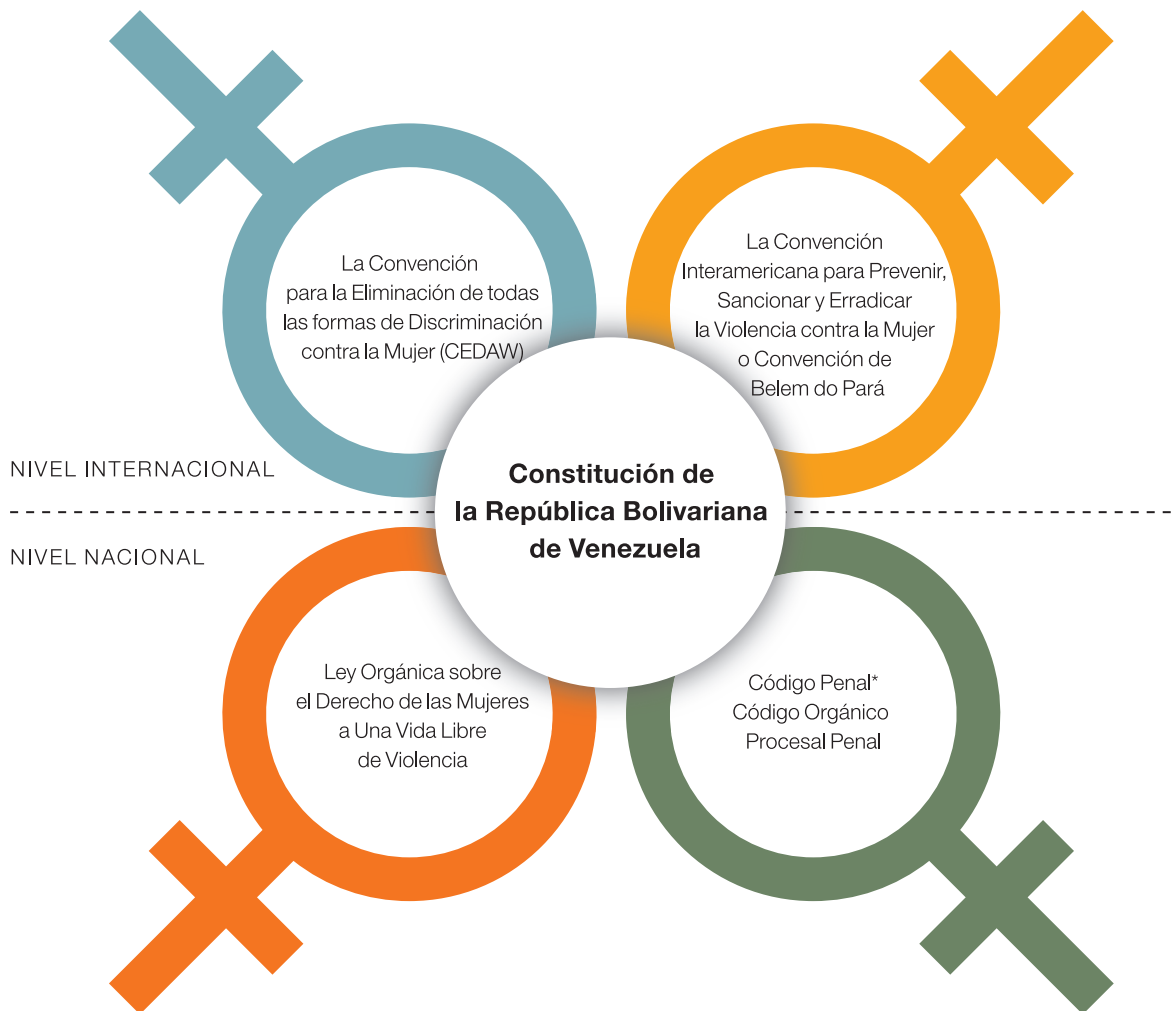 La Convención
para la Eliminación de todas
las formas de Discriminación
contra la Mujer (CEDAW)
La Convención
Interamericana para Prevenir,
Sancionar y Erradicar
la Violencia contra la Mujer
o Convención de
Belem do Pará
NIVEL INTERNACIONAL
Constitución de
la República Bolivariana
de Venezuela
NIVEL NACIONAL
Ley Orgánica sobre
el Derecho de las Mujeres
a Una Vida Libre
de Violencia
Código Penal*
Código Orgánico
Procesal Penal